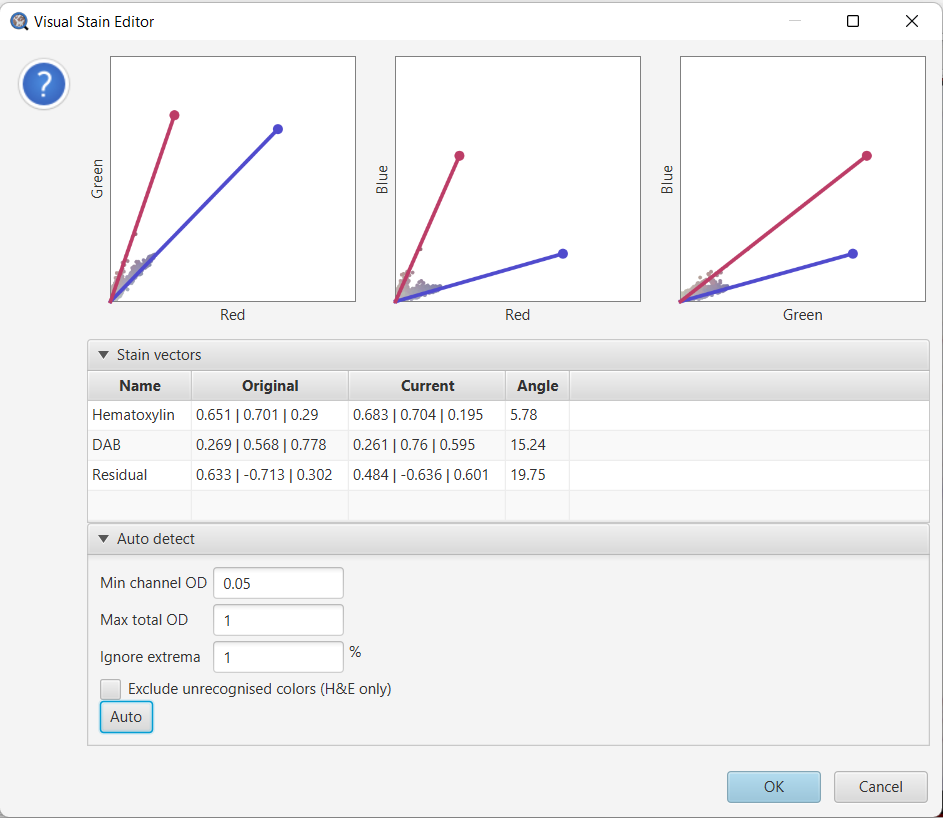 Visual Stain Editor
?
Green
Red
Blue
Red
Blue
Green
Stain vectors
Name Original Current Angle
Hematoxylin 0.651 | 0.701 | 0.29 0.683 | 0.704 | 0.195 5.78
DAB 0.269 | 0.568 | 0.778 0.261 | 0.76 | 0.595 15.24
Residual 0.633 | -0.713 | 0.302 0.484 | -0.636 | 0.601 19.75
Auto detect
Min channel OD 0.05
Max total OD 1
Ignore extrema 1 %
Exclude unrecognised colors (H&E only)
Auto
OK Cancel